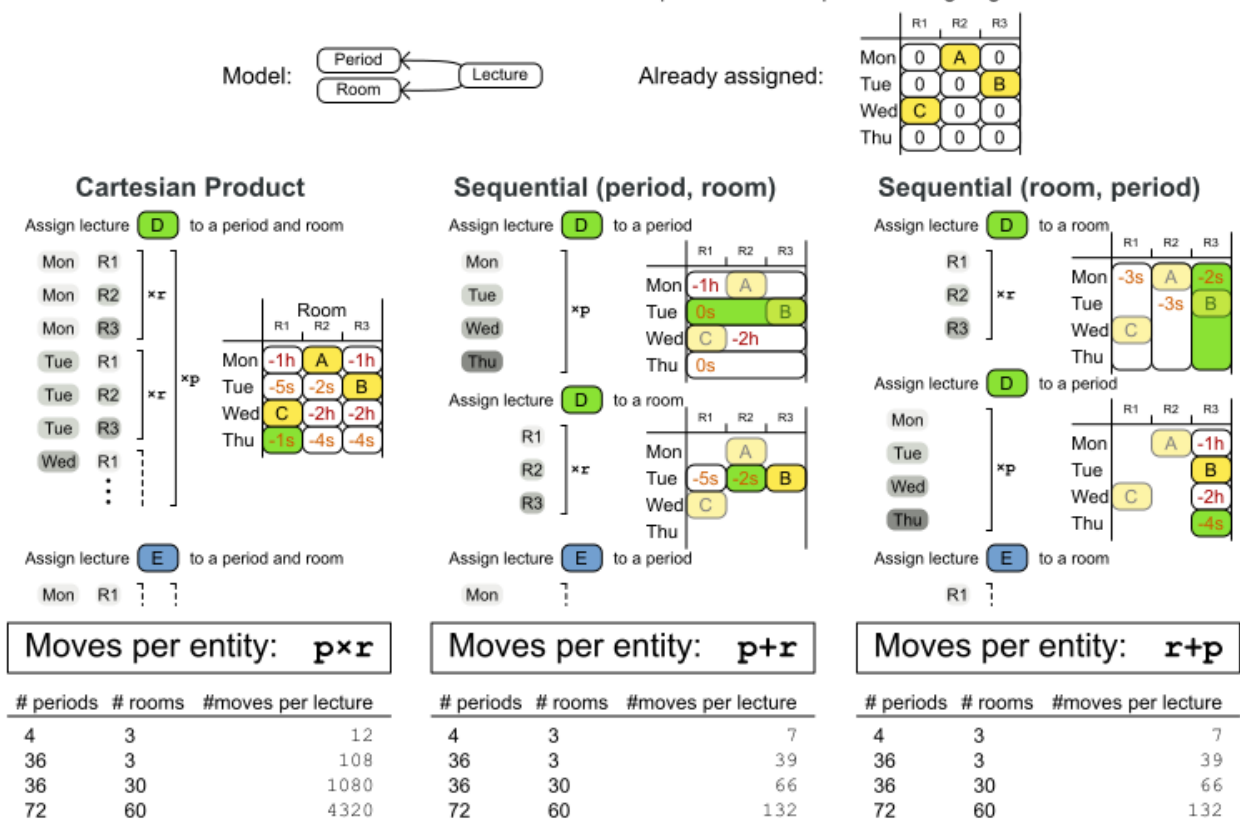 R1 R2 R3
Model: Period Room Lecture
Already assigned:
Mon 0 A 0
Tue 0 0 B
Wed C 0 0
Thu 0 0 0
Cartesian Product
Assign lecture D to a period and room
Mon R1
Mon R2
Mon R3
×r
Tue R1
Tue R2
Tue R3
×r
×p
Wed R1
⋮
Room
R1 R2 R3
Mon -1h A -1h
Tue -5s -2s B
Wed C -2h -2h
Thu -1s -4s -4s
Assign lecture E to a period and room
Mon R1
Moves per entity: p×r
# periods # rooms #moves per lecture
4 3 12
36 3 108
36 30 1080
72 60 4320
Sequential (period, room)
Assign lecture D to a period
Mon
Tue
Wed
Thu
×p
R1 R2 R3
Mon -1h A
Tue 0s B
Wed C -2h
Thu 0s
Assign lecture D to a room
R1
R2
R3
×r
R1 R2 R3
Mon A
Tue -5s -2s B
Wed C
Thu
Assign lecture E to a period
Mon
Moves per entity: p+r
# periods # rooms #moves per lecture
4 3 7
36 3 39
36 30 66
72 60 132
Sequential (room, period)
Assign lecture D to a room
R1
R2
R3
×r
R1 R2 R3
Mon -3s A -2s
Tue -3s B
Wed C
Thu
Assign lecture D to a period
Mon
Tue
Wed
Thu
×p
R1 R2 R3
Mon A -1h
Tue B
Wed C -2h
Thu -4s
Assign lecture E to a room
R1
Moves per entity: r+p
# periods # rooms #moves per lecture
4 3 7
36 3 39
36 30 66
72 60 132